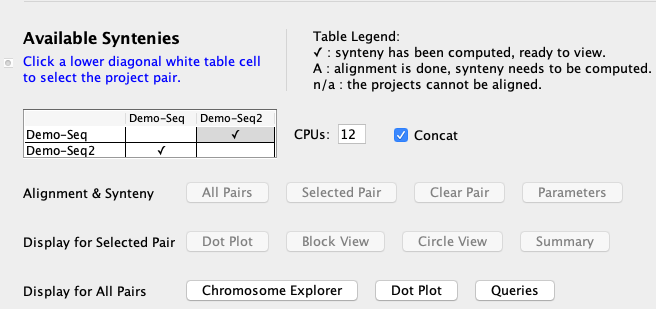 Available Syntenies
Click a lower diagonal white table cell
to select the project pair.
Table Legend:
✓ : synteny has been computed, ready to view.
A : alignment is done, synteny needs to be computed.
n/a : the projects cannot be aligned.
Demo-Seq Demo-Seq2
Demo-Seq ✓
Demo-Seq2 ✓
CPUs: 12 Concat
Alignment & Synteny All Pairs Selected Pair Clear Pair Parameters
Display for Selected Pair Dot Plot Block View Circle View Summary
Display for All Pairs Chromosome Explorer Dot Plot Queries